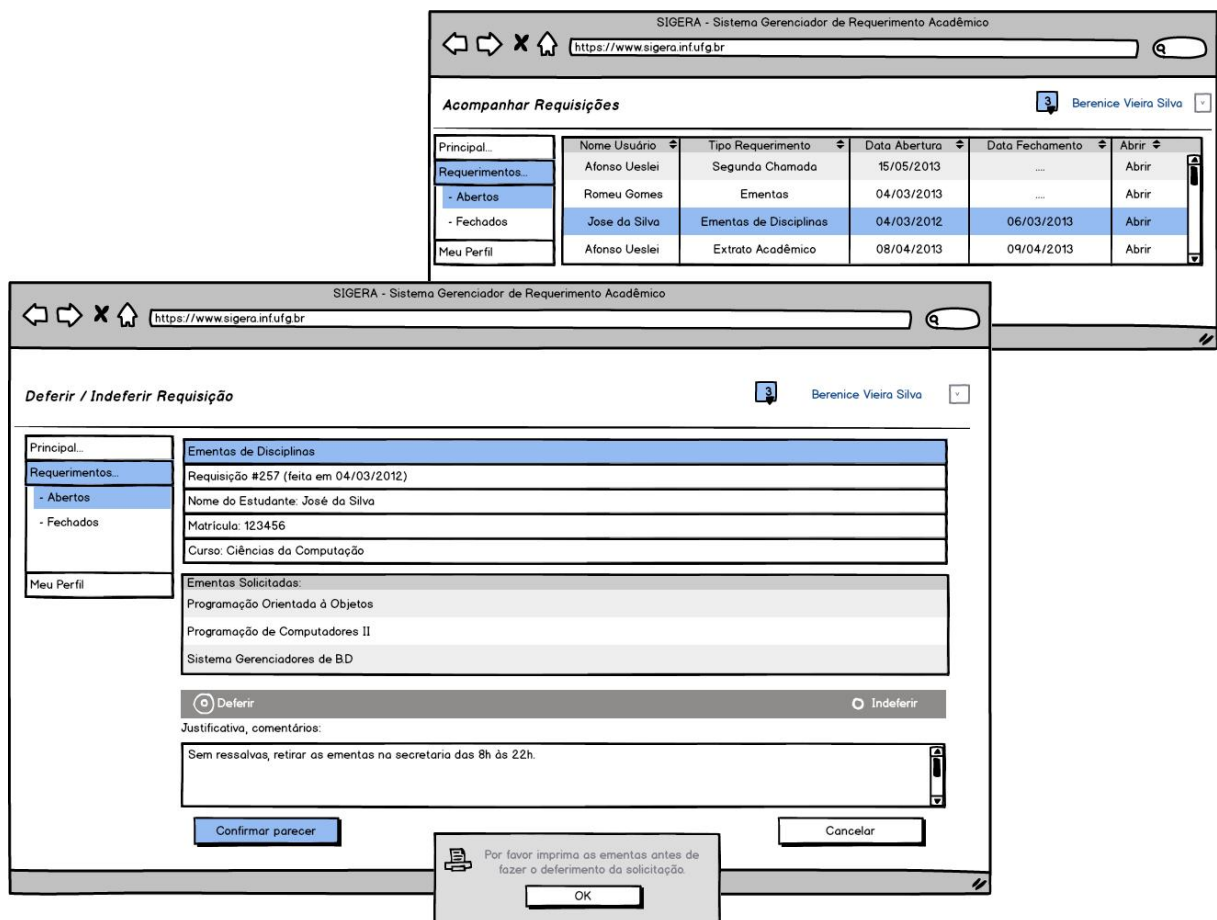 SIGERA - Sistema Gerenciador de Requerimento Acadêmico
https://www.sigera.inf.ufg.br
Acompanhar Requisições
3
Berenice Vieira Silva
Principal...
Requerimentos...
- Abertos
- Fechados
Meu Perfil
Nome Usuário Tipo Requerimento Data Abertura Data Fechamento Abrir
Afonso Ueslei Segunda Chamada 15/05/2013 .... Abrir
Romeu Gomes Ementas 04/03/2013 .... Abrir
Jose da Silva Ementas de Disciplinas 04/03/2012 06/03/2013 Abrir
Afonso Ueslei Extrato Acadêmico 08/04/2013 09/04/2013 Abrir
SIGERA - Sistema Gerenciador de Requerimento Acadêmico
https://www.sigera.inf.ufg.br
Deferir / Indeferir Requisição
3
Berenice Vieira Silva
Principal...
Requerimentos...
- Abertos
- Fechados
Meu Perfil
Ementas de Disciplinas
Requisição #257 (feita em 04/03/2012)
Nome do Estudante: José da Silva
Matrícula: 123456
Curso: Ciências da Computação
Ementas Solicitadas:
Programação Orientada à Objetos
Programação de Computadores II
Sistema Gerenciadores de B.D
Deferir
Indeferir
Justificativa, comentários:
Sem ressalvas, retirar as ementas na secretaria das 8h às 22h.
Confirmar parecer
Cancelar
Por favor imprima as ementas antes de
fazer o deferimento da solicitação.
OK